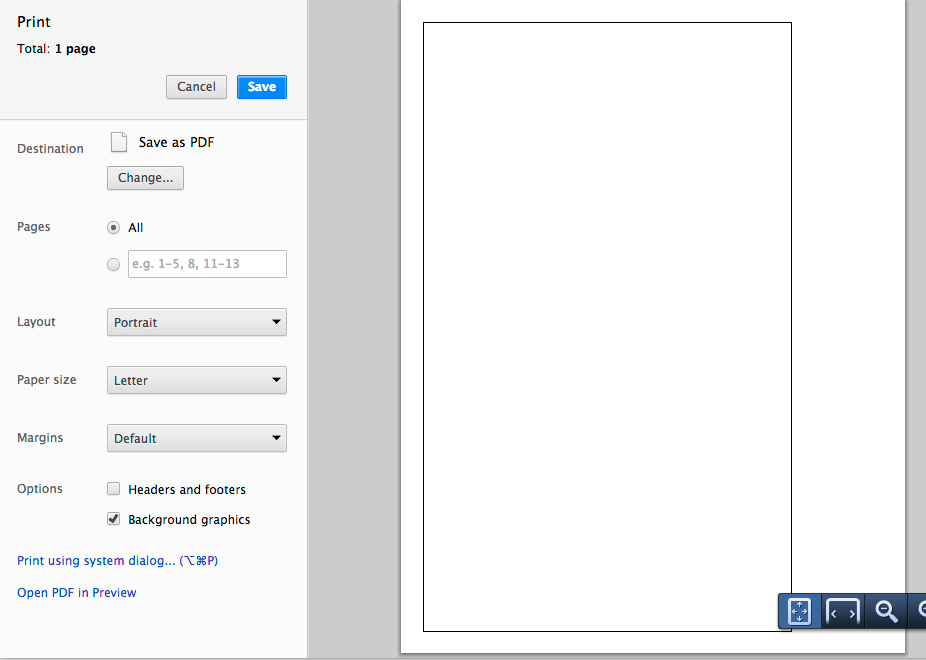 Print
Total: 1 page
Cancel Save
Destination Save as PDF
Change...
Pages All
e.g. 1-5, 8, 11-13
Layout Portrait
Paper size Letter
Margins Default
Options Headers and footers
Background graphics
Print using system dialog... (⌥⌘P)
Open PDF in Preview